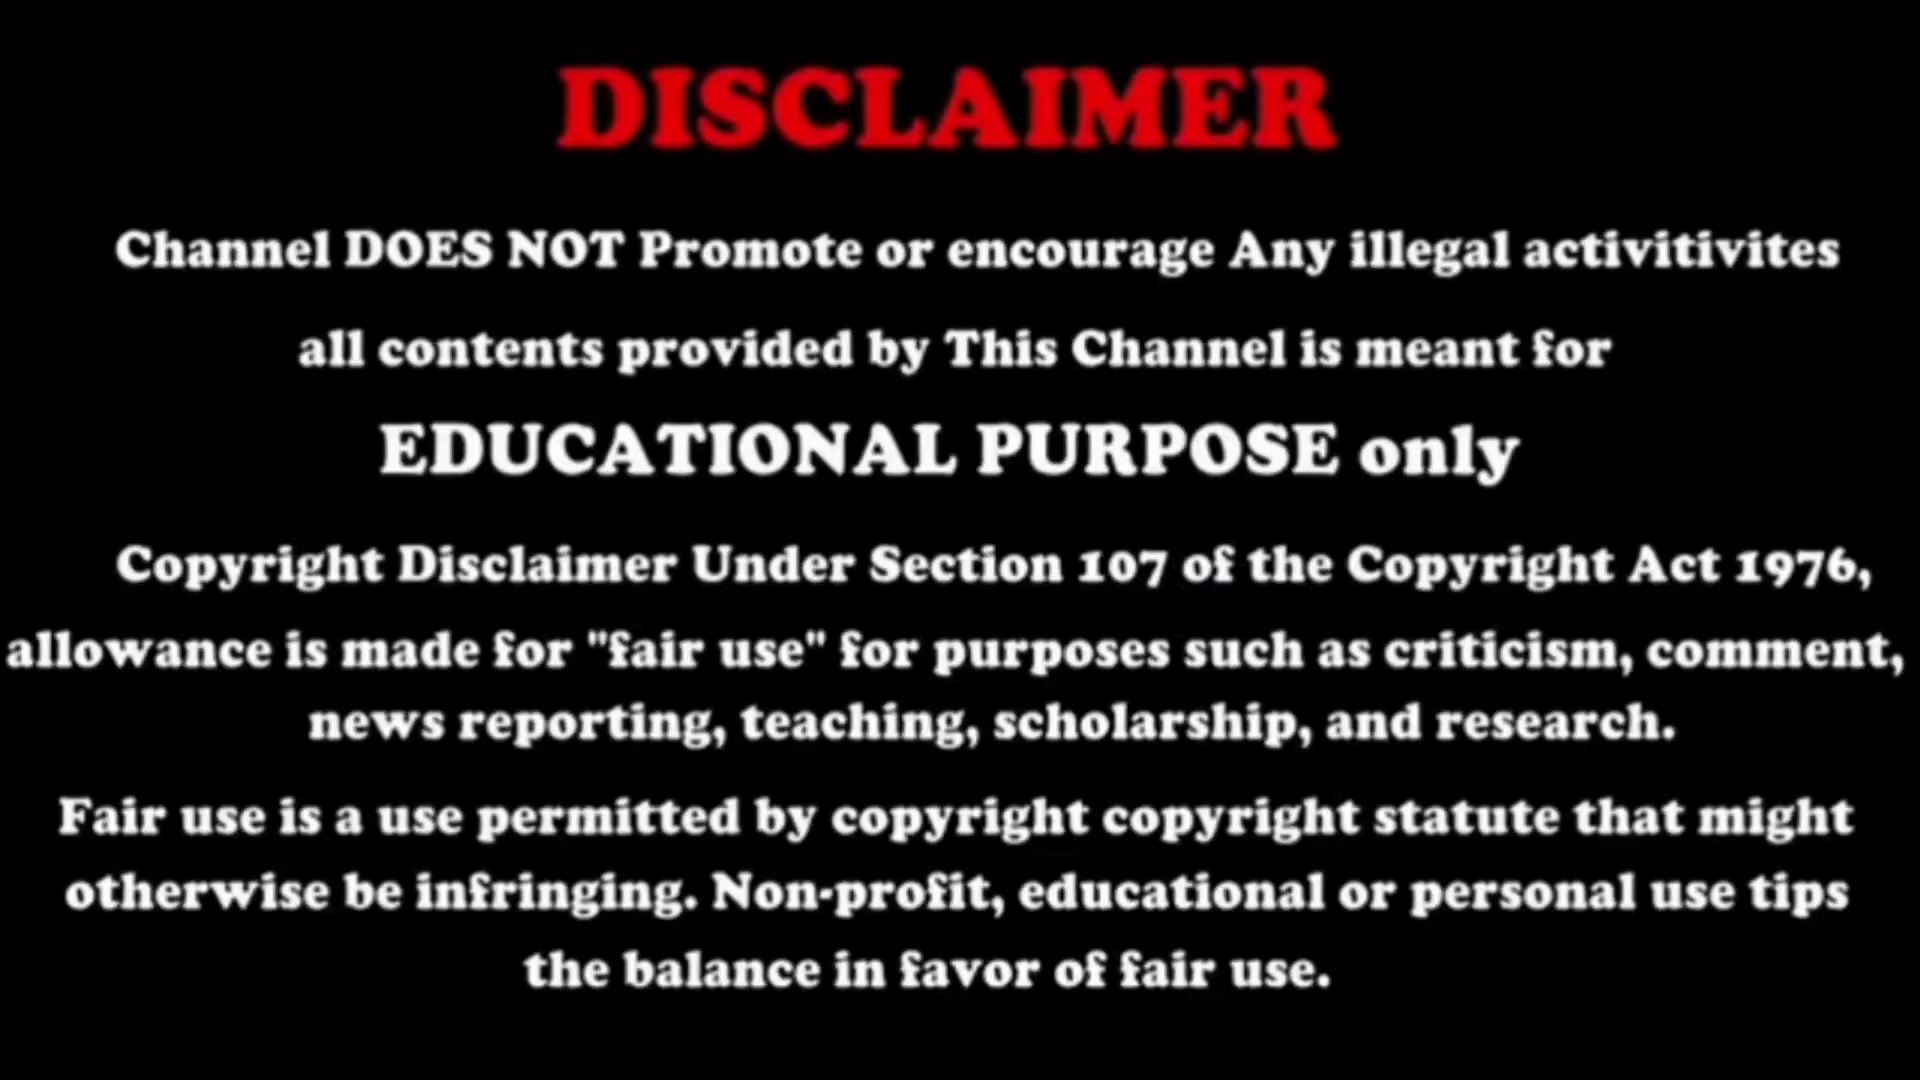 DISCLAIMER
Channel DOES NOT Promote or encourage Any illegal activitivites
all contents provided by This Channel is meant for
EDUCATIONAL PURPOSE only
Copyright Disclaimer Under Section 107 of the Copyright Act 1976,
allowance is made for "fair use" for purposes such as criticism, comment,
news reporting, teaching, scholarship, and research.
Fair use is a use permitted by copyright copyright statute that might
otherwise be infringing. Non-profit, educational or personal use tips
the balance in favor of fair use.